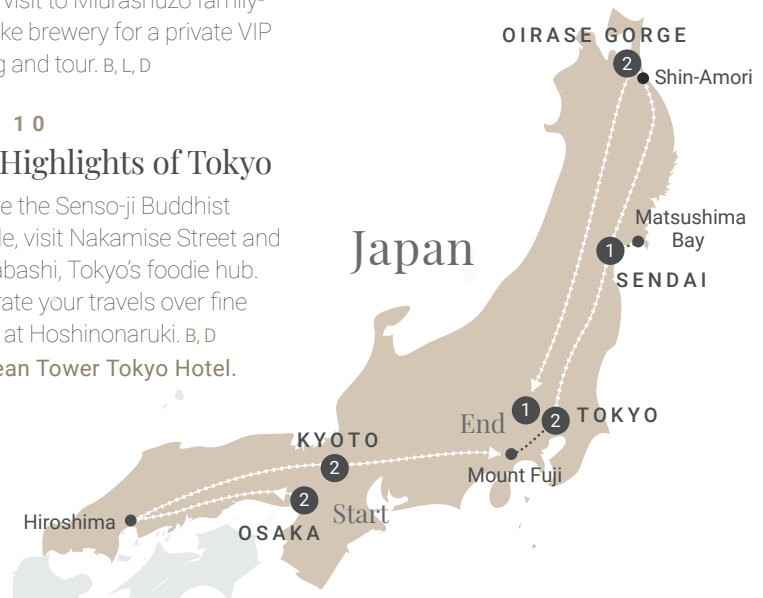 visit to Miurashuzo family-
ke brewery for a private VIP
g and tour. B, L, D
10
Highlights of Tokyo
e the Senso-ji Buddhist
le, visit Nakamise Street and
abashi, Tokyo's foodie hub.
rate your travels over fine
at Hoshinonaruki. B, D
ean Tower Tokyo Hotel.
OIRASE GORGE
2
Shin-Amori
Matsushima
Bay
1
SENDAI
Japan
1
2
TOKYO
End
Mount Fuji
KYOTO
2
2
Start
OSAKA
Hiroshima